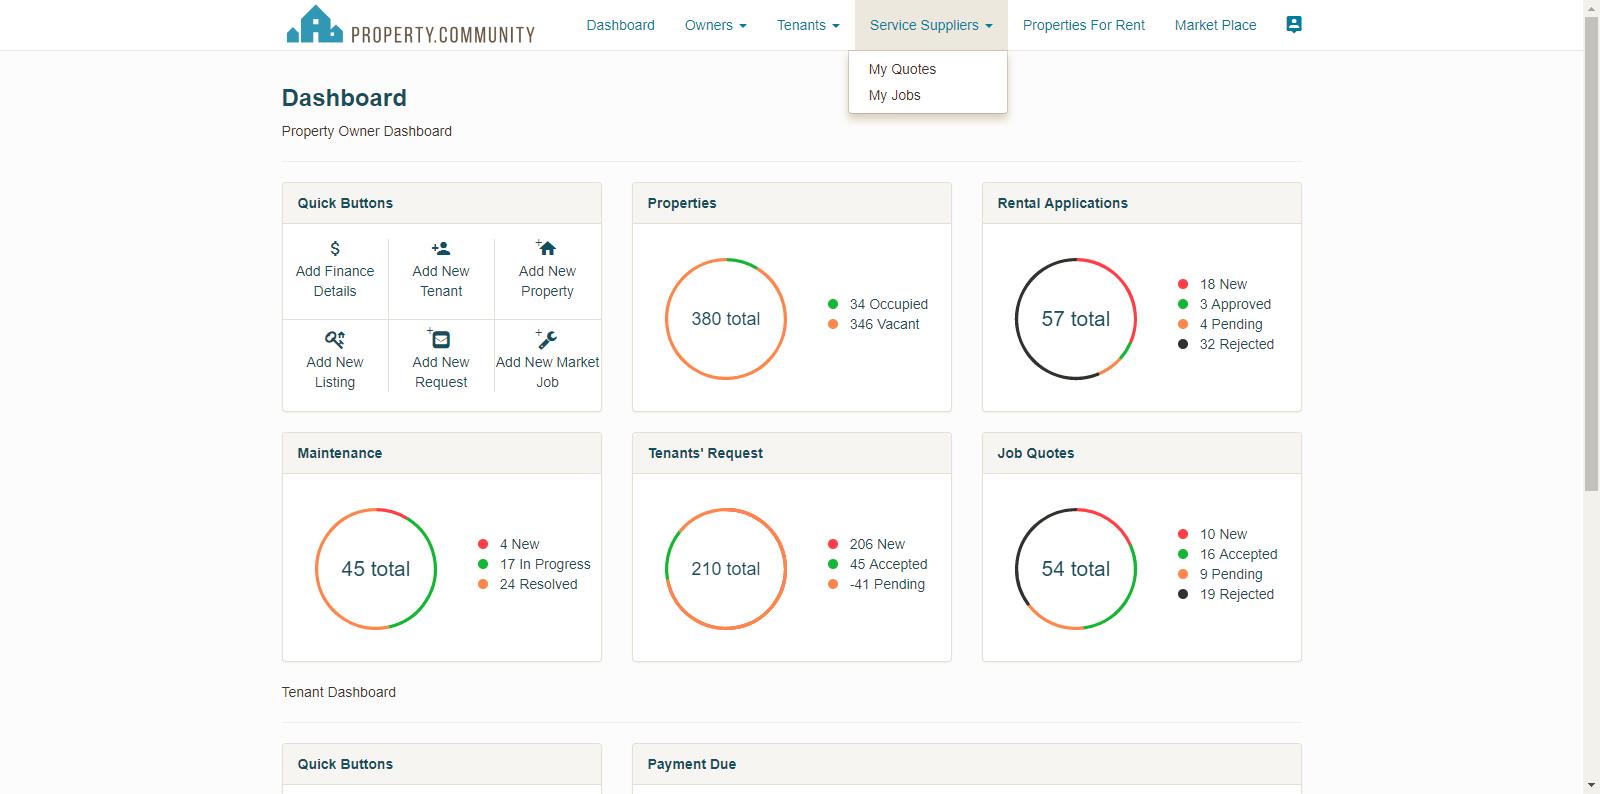 PROPERTY.COMMUNITY
Dashboard
Owners
Tenants
Service Suppliers
Properties For Rent
Market Place
My Quotes
My Jobs
Dashboard
Property Owner Dashboard
Quick Buttons
Add Finance
Details
Add New
Tenant
Add New
Property
Add New
Listing
Add New
Request
Add New Market
Job
Properties
380 total
34 Occupied
346 Vacant
Rental Applications
57 total
18 New
3 Approved
4 Pending
32 Rejected
Maintenance
45 total
4 New
17 In Progress
24 Resolved
Tenants' Request
210 total
206 New
45 Accepted
-41 Pending
Job Quotes
54 total
10 New
16 Accepted
9 Pending
19 Rejected
Tenant Dashboard
Quick Buttons
Payment Due